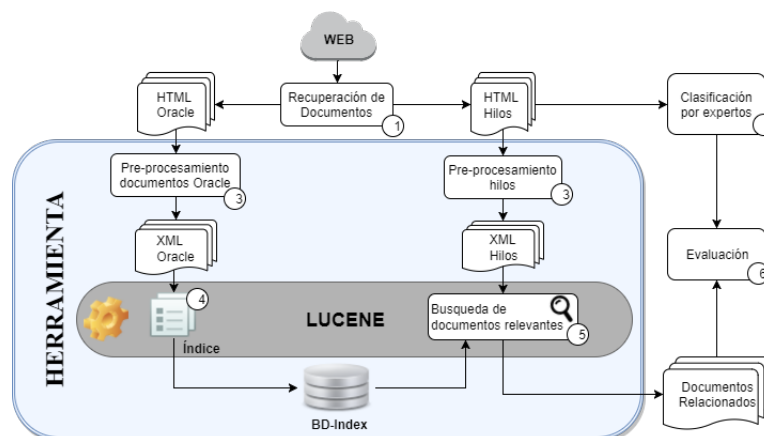 WEB
HTML
Oracle
Recuperación de
Documentos
1
HTML
Hilos
Clasificación
por expertos
Pre-procesamiento
documentos Oracle
3
Pre-procesamiento
hilos
3
HERRAMIENTA
XML
Oracle
XML
Hilos
Evaluación
6
4
Índice
LUCENE
Busqueda de
documentos relevantes
5
BD-Index
Documentos
Relacionados